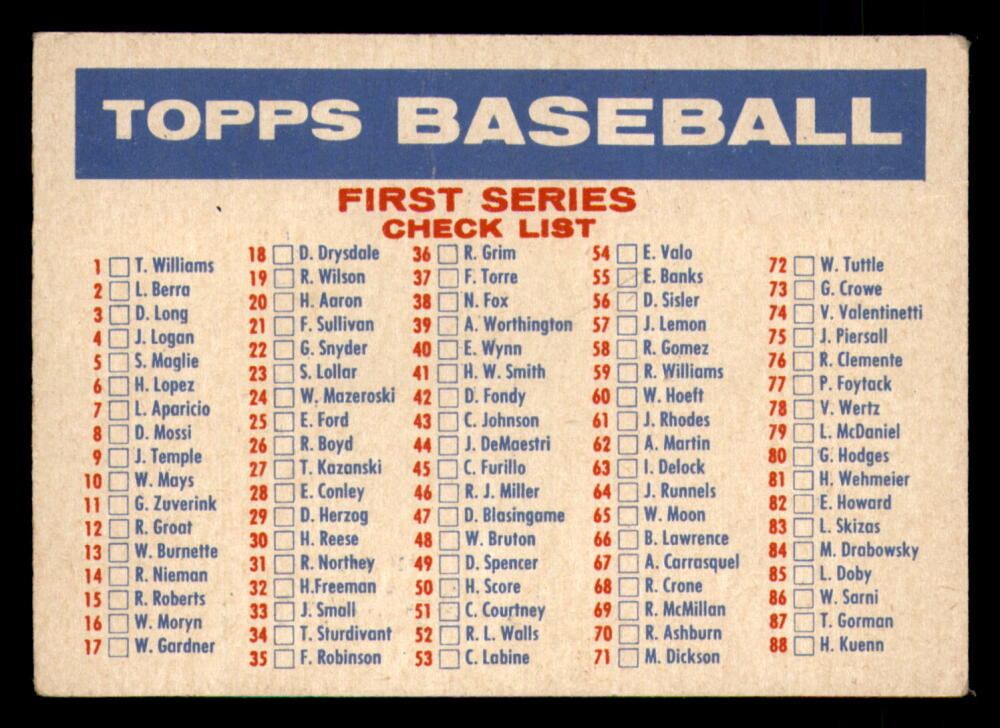 TOPPS BASEBALL
FIRST SERIES
CHECK LIST
1 T. Williams
2 L. Berra
3 D. Long
4 J. Logan
5 S. Maglie
6 H. Lopez
7 L. Aparicio
8 D. Mossi
9 J. Temple
10 W. Mays
11 G. Zuverink
12 R. Groat
13 W. Burnette
14 R. Nieman
15 R. Roberts
16 W. Moryn
17 W. Gardner
18 D. Drysdale
19 R. Wilson
20 H. Aaron
21 F. Sullivan
22 G. Snyder
23 S. Lollar
24 W. Mazeroski
25 E. Ford
26 R. Boyd
27 T. Kazanski
28 E. Conley
29 D. Herzog
30 H. Reese
31 R. Northey
32 H.Freeman
33 J. Small
34 T. Sturdivant
35 F. Robinson
36 R. Grim
37 F. Torre
38 N. Fox
39 A. Worthington
40 E. Wynn
41 H. W. Smith
42 D. Fondy
43 C. Johnson
44 J. DeMaestri
45 C. Furillo
46 R. J. Miller
47 D. Blasingame
48 W. Bruton
49 D. Spencer
50 H. Score
51 C. Courtney
52 R. L. Walls
53 C. Labine
54 E. Valo
55 E. Banks
56 D. Sisler
57 J. Lemon
58 R. Gomez
59 R. Williams
60 W. Hoeft
61 J. Rhodes
62 A. Martin
63 I. Delock
64 J. Runnels
65 W. Moon
66 B. Lawrence
67 A. Carrasquel
68 R. Crone
69 R. McMillan
70 R. Ashburn
71 M. Dickson
72 W. Tuttle
73 G. Crowe
74 V. Valentinetti
75 J. Piersall
76 R. Clemente
77 P. Foytack
78 V. Wertz
79 L. McDaniel
80 G. Hodges
81 H. Wehmeier
82 E. Howard
83 L. Skizas
84 M. Drabowsky
85 L. Doby
86 W. Sarni
87 T. Gorman
88 H. Kuenn